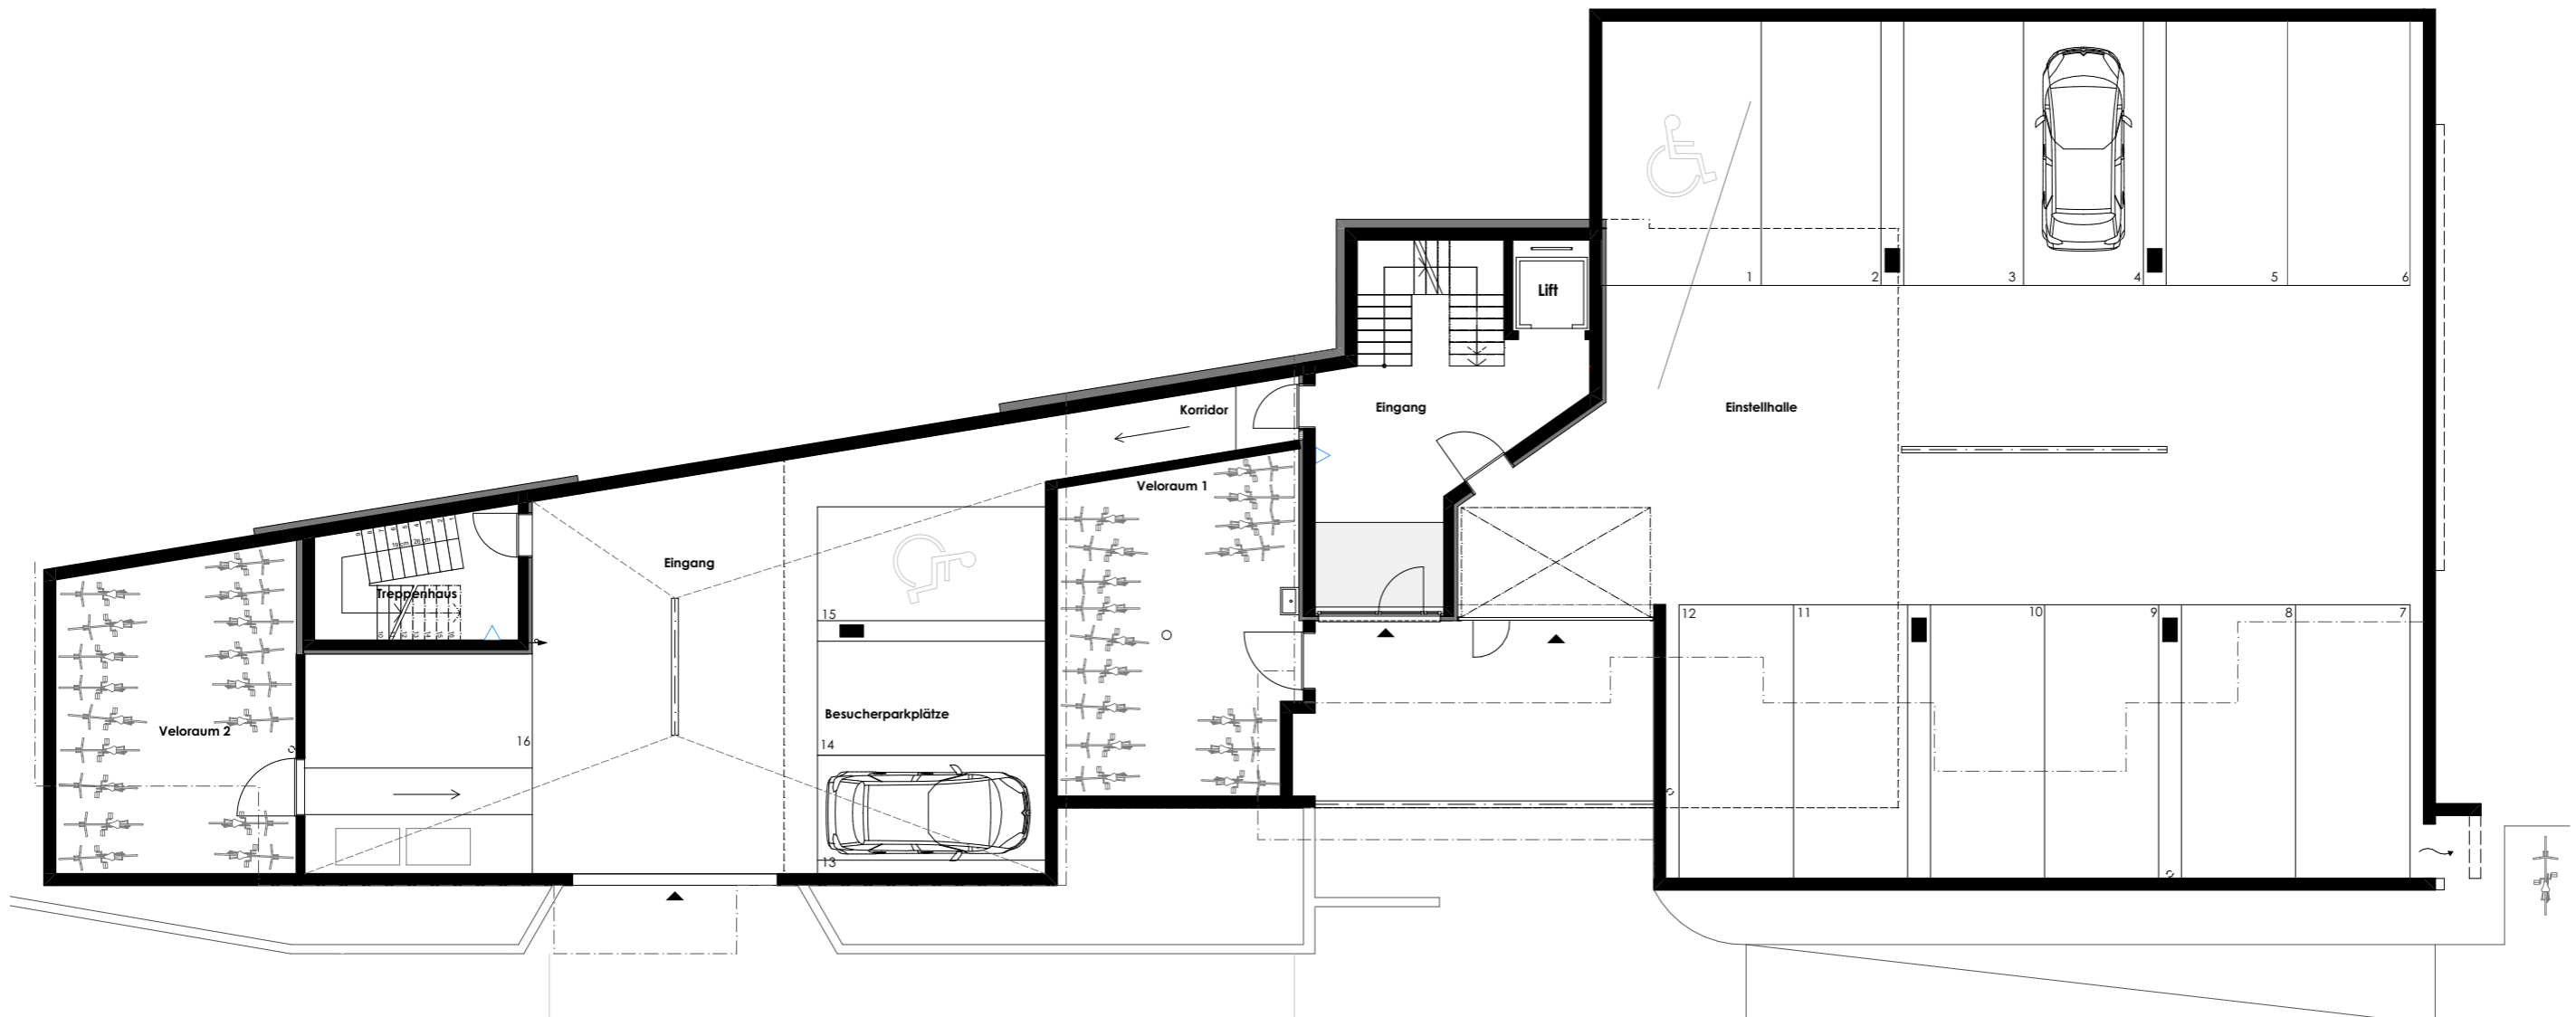 1
2
3
4
5
6
Lift
Korridor
Eingang
Einstellhalle
Veloraum 1
Eingang
Treppenhaus
15
12
11
10
9
8
7
Besucherparkplätze
Veloraum 2
16
14
13